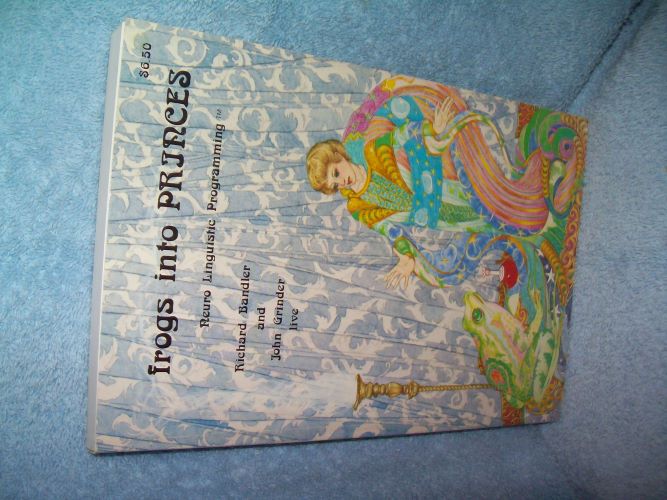 $6.50
frogs into PRINCES
Neuro Linguistic Programming™
Richard Bandler
and
John Grinder
live